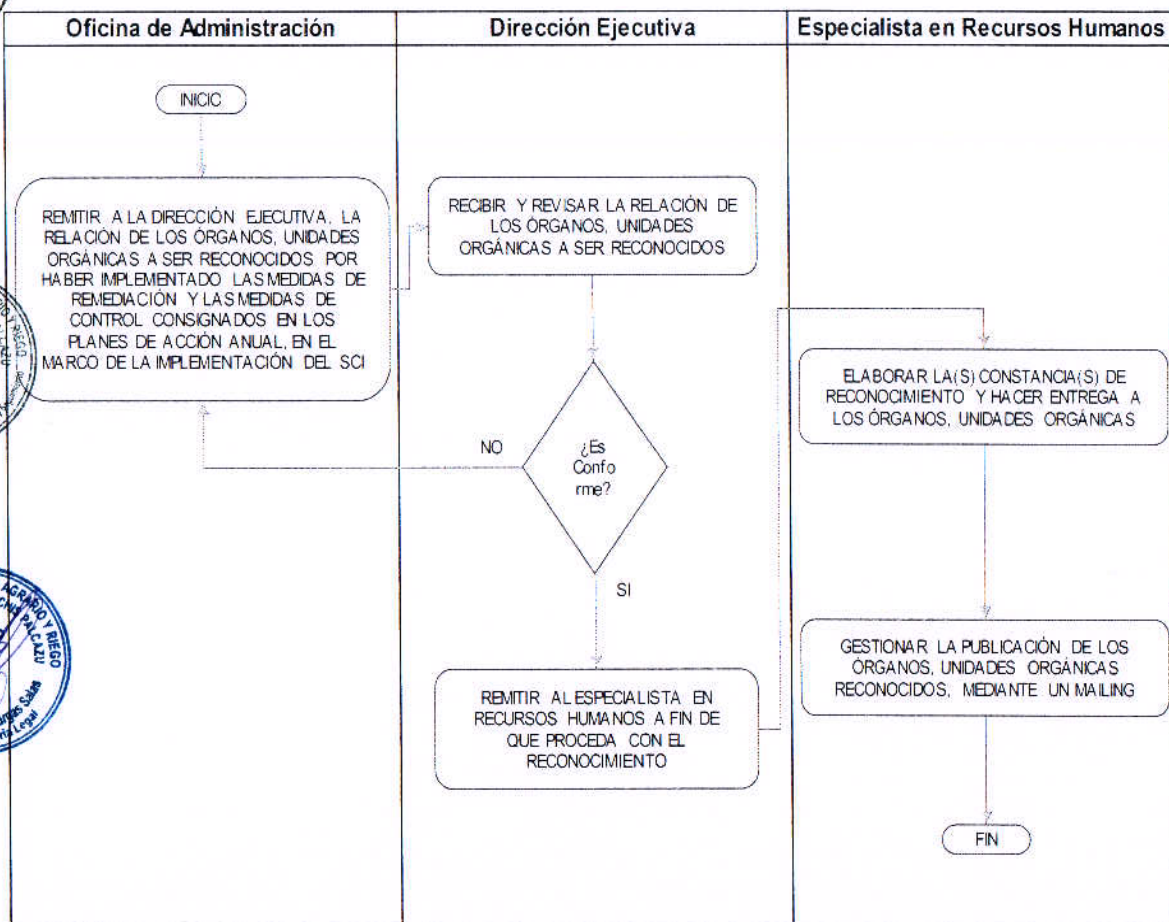 Oficina de Administración
Dirección Ejecutiva
Especialista en Recursos Humanos
INICIC
REMITIR A LA DIRECCIÓN EJECUTIVA, LA
RELACIÓN DE LOS ÓRGANOS, UNIDADES
ORGÁNICAS A SER RECONOCIDOS POR
HABER IMPLEMENTADO LAS MEDIDAS DE
REMEDIACIÓN Y LAS MEDIDAS DE
CONTROL CONSIGNADOS EN LOS
PLANES DE ACCIÓN ANUAL, EN EL
MARCO DE LA IMPLEMENTACIÓN DEL SCI
RECIBIR Y REVISAR LA RELACIÓN DE
LOS ÓRGANOS, UNIDADES
ORGÁNICAS A SER RECONOCIDOS
¿Es
Confo
rme?
NO
SI
REMITIR AL ESPECIALISTA EN
RECURSOS HUMANOS A FIN DE
QUE PROCEDA CON EL
RECONOCIMIENTO
ELABORAR LA(S) CONSTANCIA(S) DE
RECONOCIMIENTO Y HACER ENTREGA A
LOS ÓRGANOS, UNIDADES ORGÁNICAS
GESTIONAR LA PUBLICACIÓN DE LOS
ÓRGANOS, UNIDADES ORGÁNICAS
RECONOCIDOS, MEDIANTE UN MAILING
FIN
Y RIEGO
AGRARIO Y RIEGO
PALCAZU
Salas
Legal